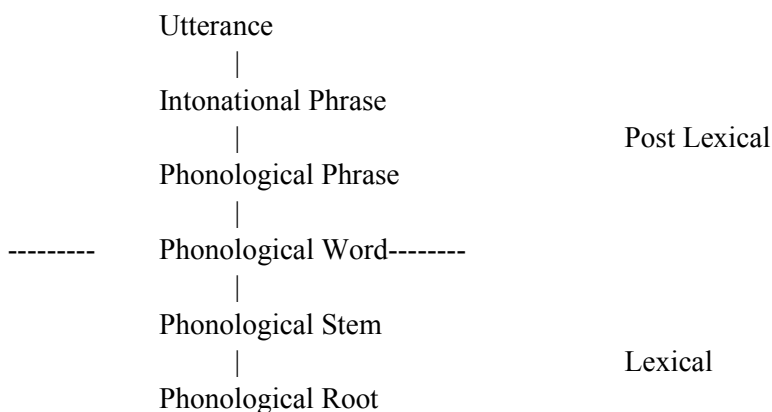 Utterance
|
Intonational Phrase
| Post Lexical
Phonological Phrase
|
--------- Phonological Word--------
|
Phonological Stem
| Lexical
Phonological Root